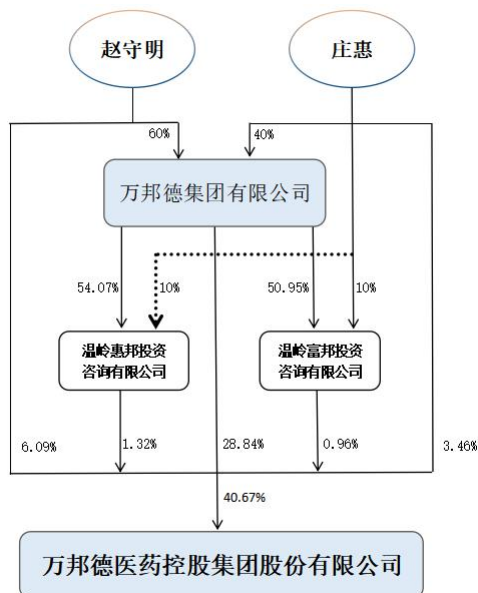 赵守明
庄惠
60%
40%
万邦德集团有限公司
54.07%
10%
50.95%
10%
温岭惠邦投资
咨询有限公司
温岭富邦投资
咨询有限公司
6.09%
1.32%
28.84%
0.96%
3.46%
40.67%
万邦德医药控股集团股份有限公司